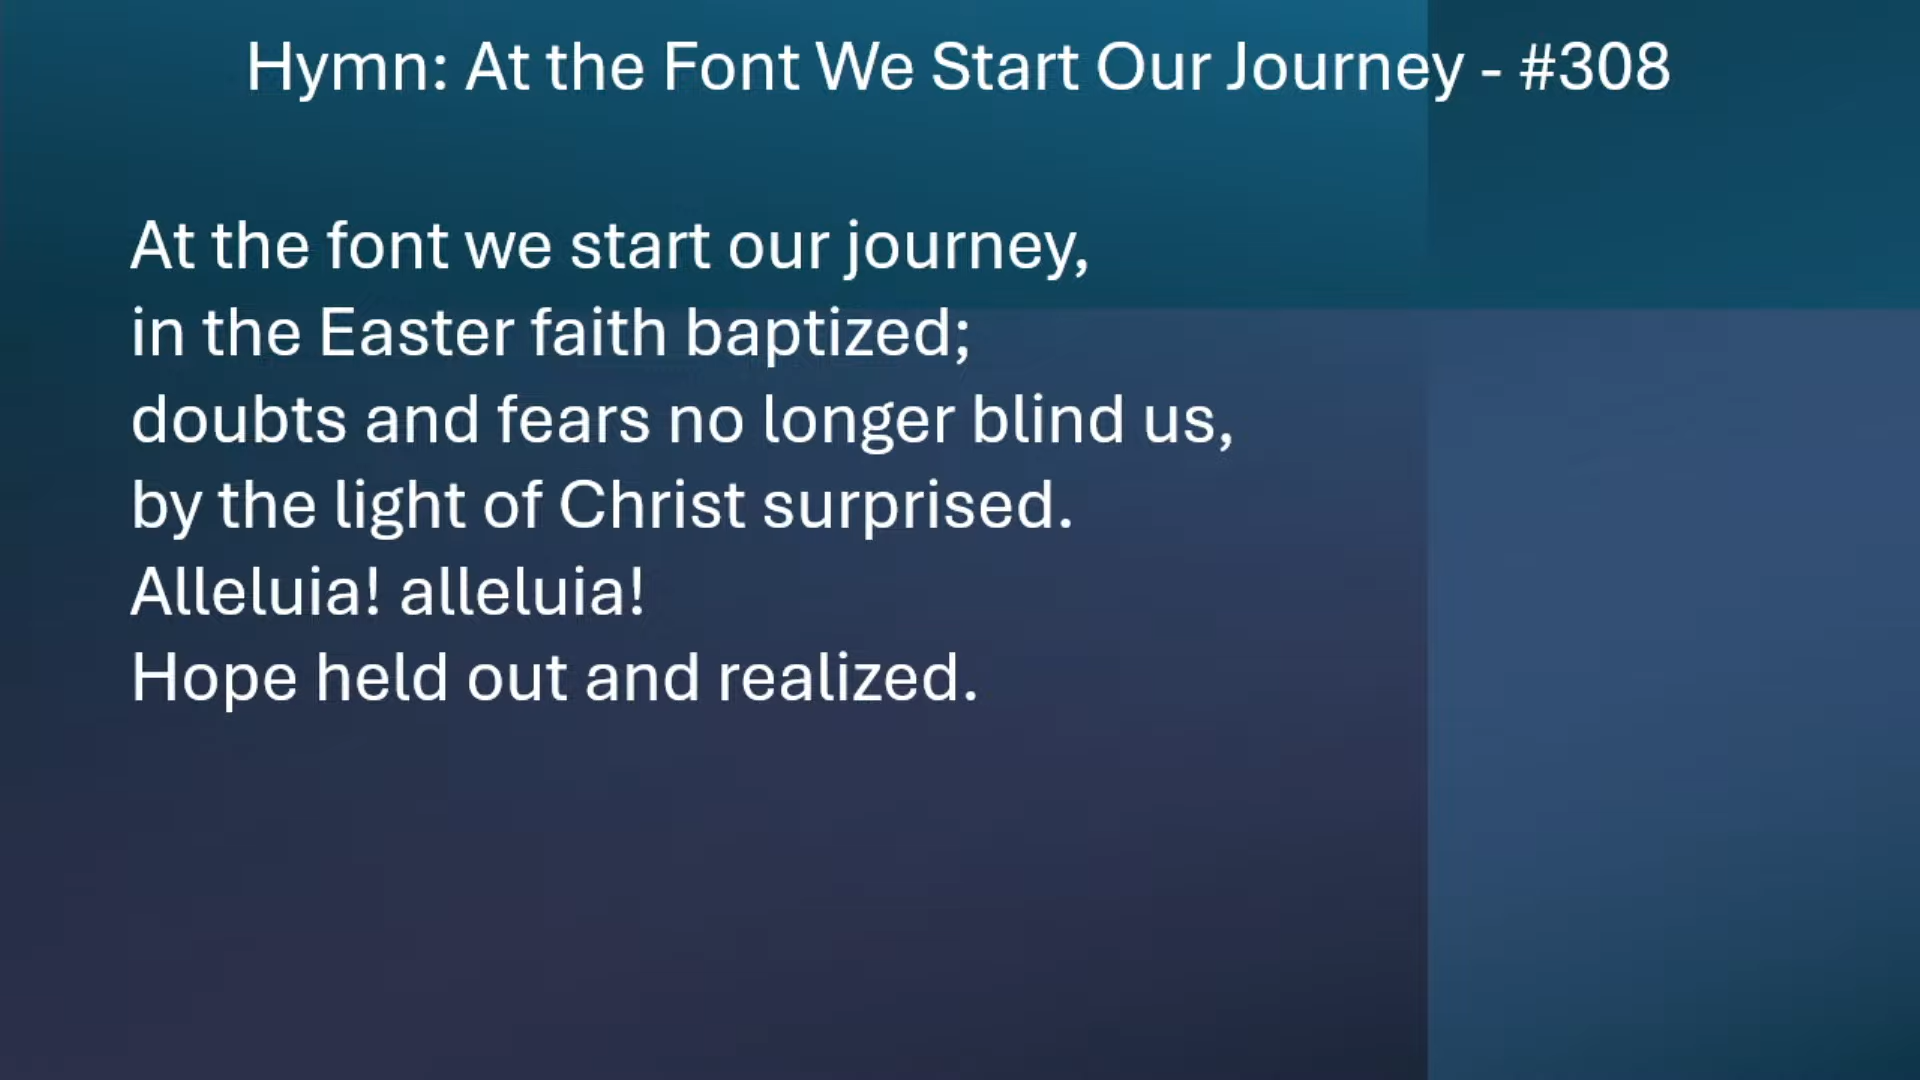 Hymn: At the Font We Start Our Journey - #308
At the font we start our journey,
in the Easter faith baptized;
doubts and fears no longer blind us,
by the light of Christ surprised.
Alleluia! alleluia!
Hope held out and realized.